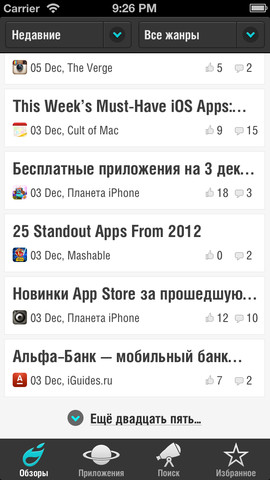 Carrier 9:26 PM
Недавние Все жанры
05 Dec, The Verge 5 2
This Week's Must-Have iOS Apps:...
03 Dec, Cult of Mac 9 15
Бесплатные приложения на 3 дек...
03 Dec, Планета iPhone 18 3
25 Standout Apps From 2012
03 Dec, Mashable 0 2
Новинки App Store за прошедшую...
03 Dec, Планета iPhone 12 10
Альфа-Банк — мобильный банк...
03 Dec, iGuides.ru 7 2
Ещё двадцать пять...
Обзоры Приложения Поиск Избранное